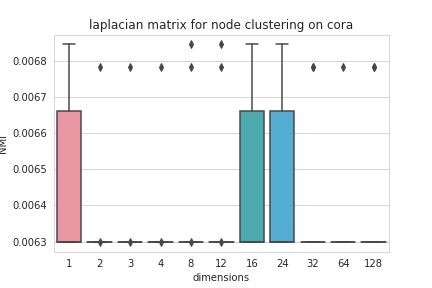 laplacian matrix for node clustering on cora
0.0068
0.0067
0.0066
0.0065
0.0064
0.0063
NMI
1 2 3 4 8 12 16 24 32 64 128
dimensions